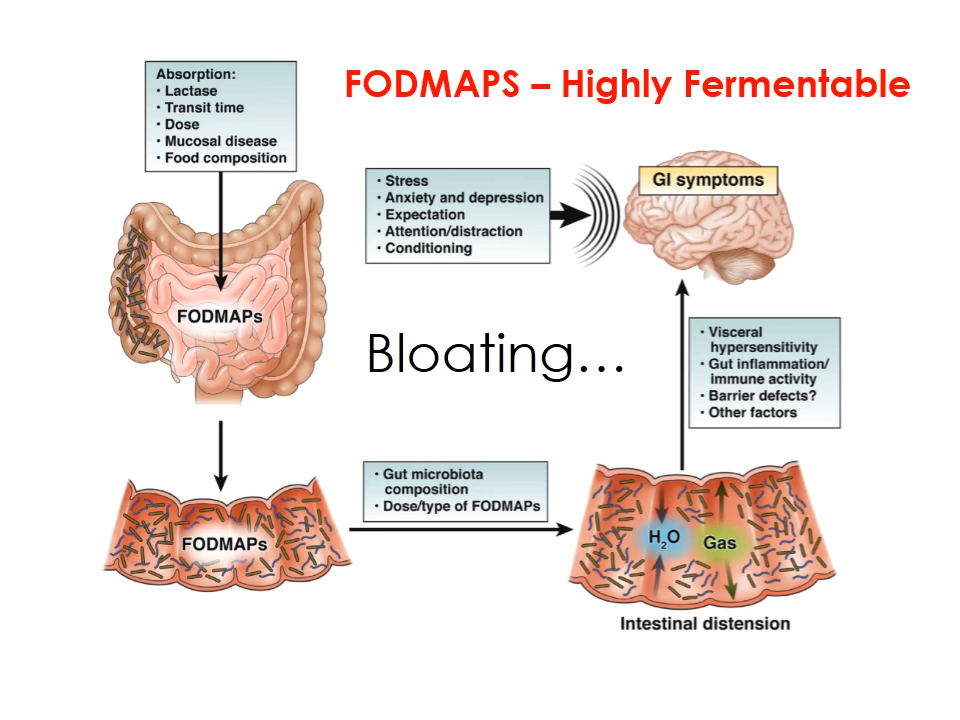 FODMAPS – Highly Fermentable
Absorption:
• Lactase
• Transit time
• Dose
• Mucosal disease
• Food composition
FODMAPs
• Stress
• Anxiety and depression
• Expectation
• Attention/distraction
• Conditioning
GI symptoms
Bloating…
• Visceral
hypersensitivity
• Gut inflammation/
immune activity
• Barrier defects?
• Other factors
FODMAPs
• Gut microbiota
composition
• Dose/type of FODMAPs
H₂O
Gas
Intestinal distension